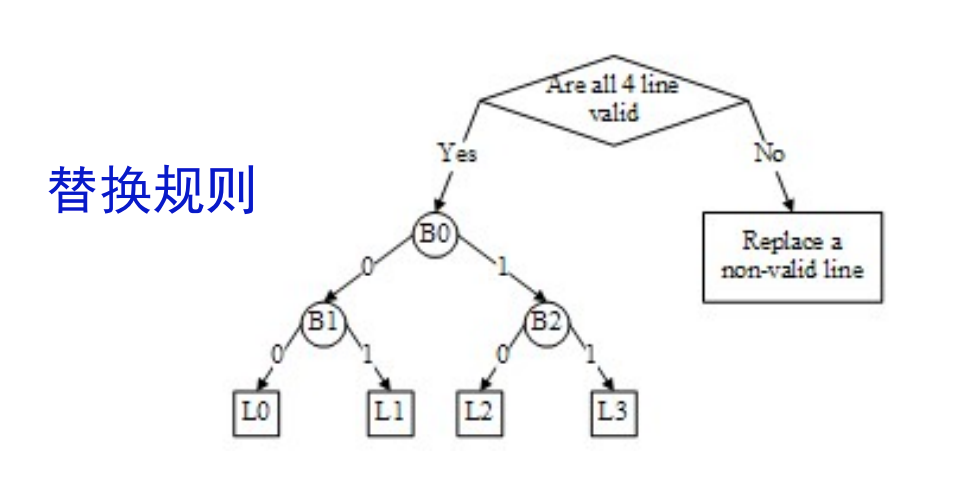 Are all 4 line
valid
Yes
No
替换规则
B0
Replace a
non-valid line
0
1
B1
B2
0
1
0
1
L0
L1
L2
L3